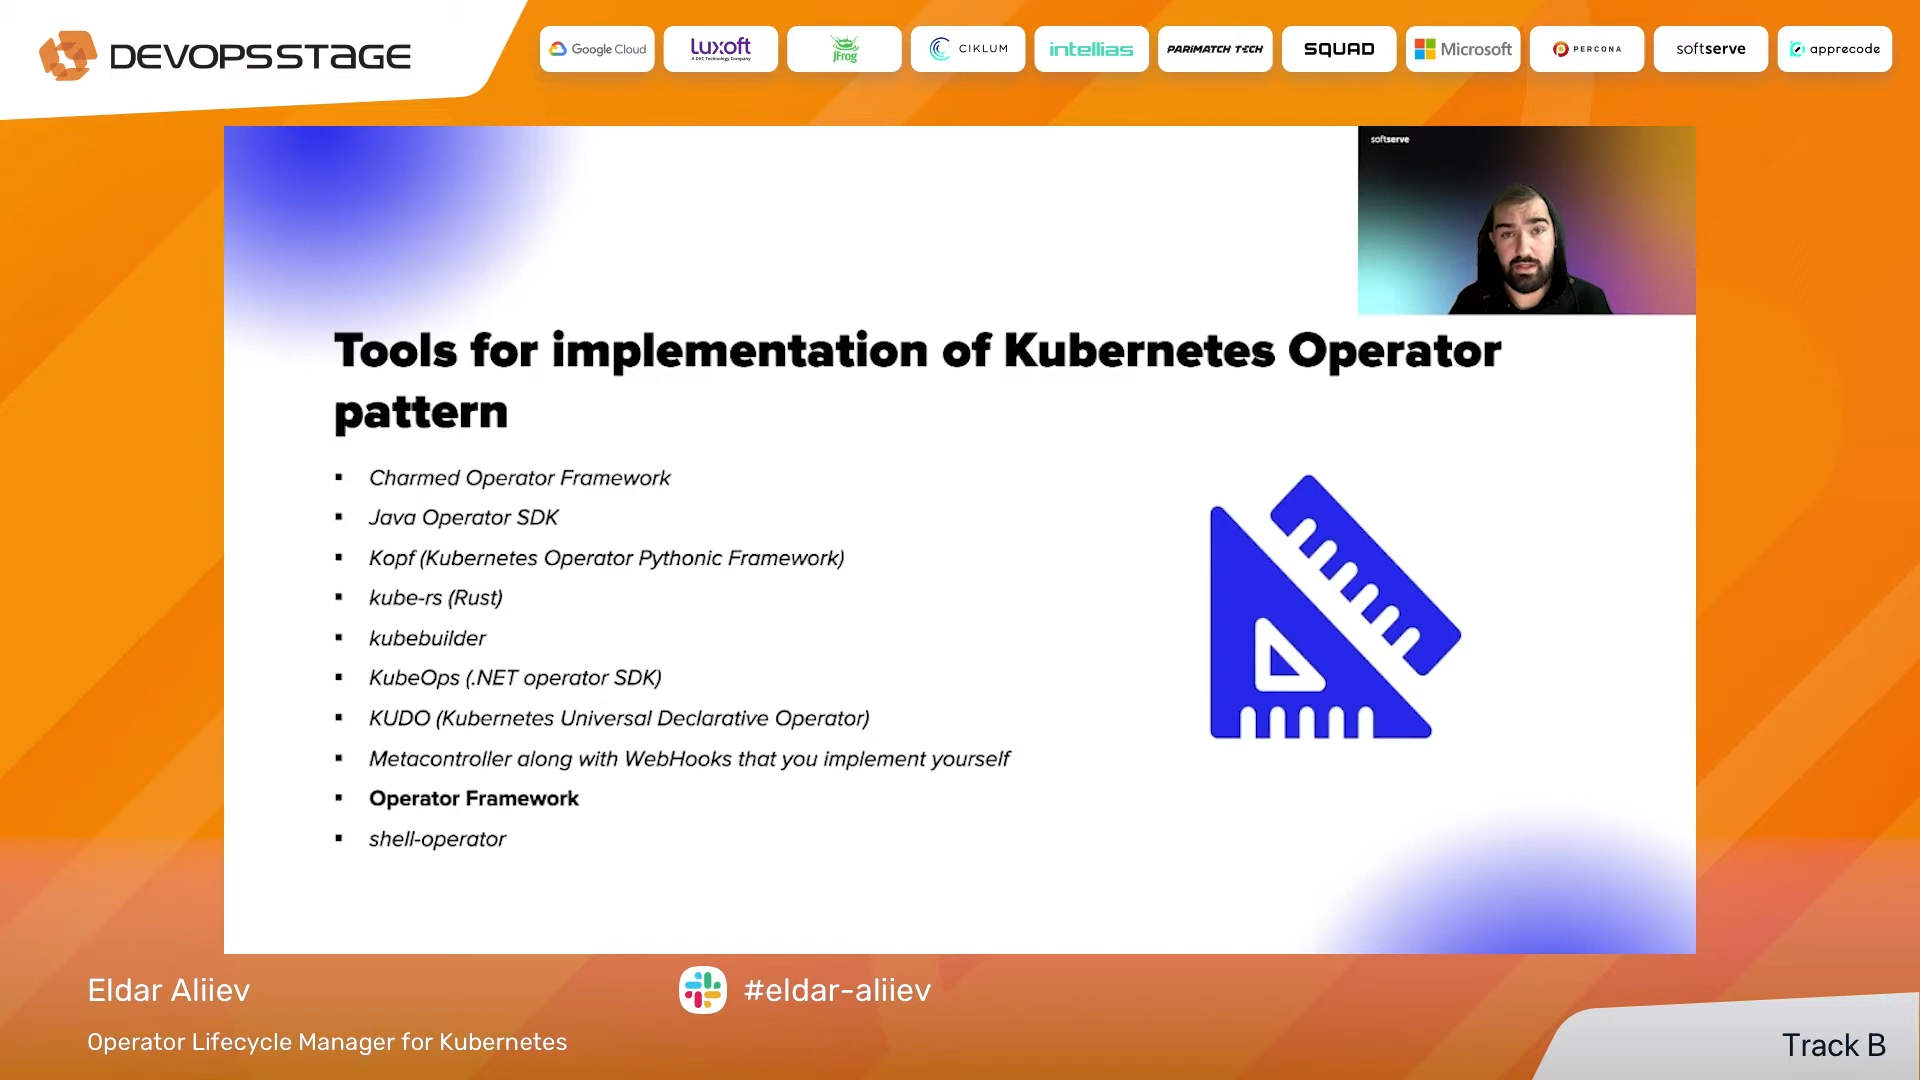 DEVOPSSTAGE
Google Cloud
Luxoft
A DXC Technology Company
JFrog
CIKLUM
intellias
PARIMATCH TECH
SQUAD
Microsoft
PERCONA
softserve
apprecode
softserve
Tools for implementation of Kubernetes Operator
pattern
▪ Charmed Operator Framework
▪ Java Operator SDK
▪ Kopf (Kubernetes Operator Pythonic Framework)
▪ kube-rs (Rust)
▪ kubebuilder
▪ KubeOps (.NET operator SDK)
▪ KUDO (Kubernetes Universal Declarative Operator)
▪ Metacontroller along with WebHooks that you implement yourself
▪ Operator Framework
▪ shell-operator
Eldar Aliiev
#eldar-aliiev
Operator Lifecycle Manager for Kubernetes
Track B